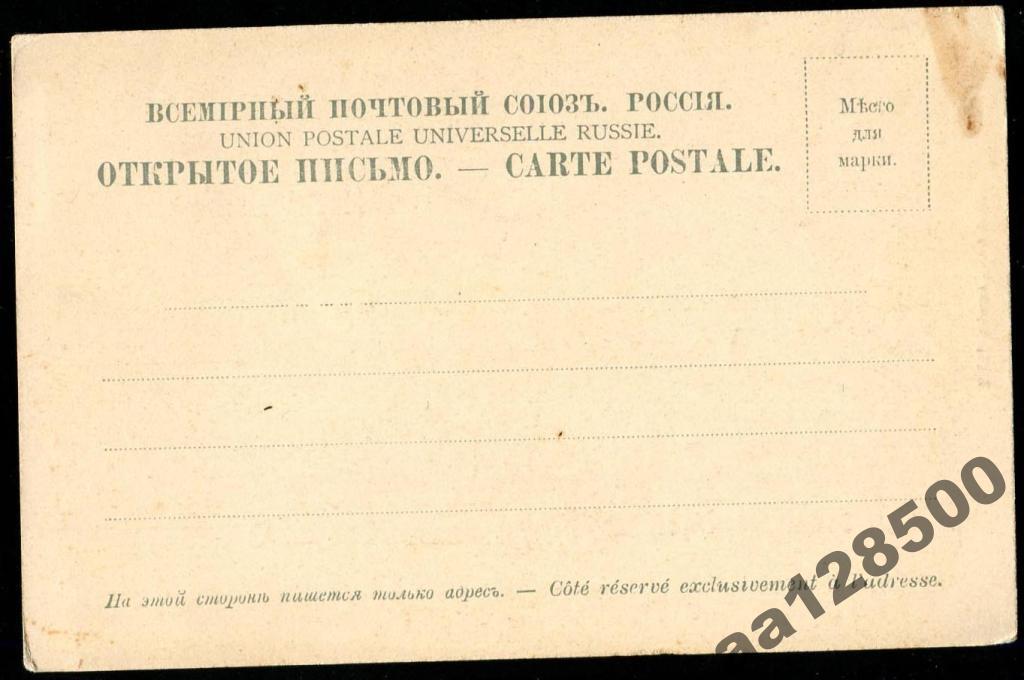 ВСЕМІРНЫЙ ПОЧТОВЫЙ СОЮЗЪ. РОССІЯ.
UNION POSTALE UNIVERSELLE RUSSIE.
ОТКРЫТОЕ ПИСЬМО. — CARTE POSTALE.
Мѣсто
для
марки.
На этой сторонѣ пишется только адресъ. — Côté réservé exclusivement à l'adresse.
aa128500